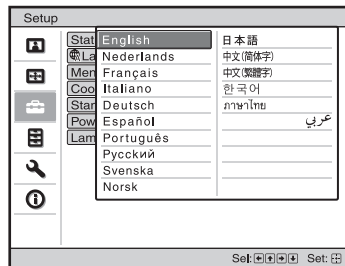 Setup
Stat
La
Men
Coo
Star
Pow
Lam
English
Nederlands
Français
Italiano
Deutsch
Español
Português
Русский
Svenska
Norsk
日本語
中文(简体字)
中文(繁體字)
한국어
ภาษาไทย
عربي
Sel: Set: